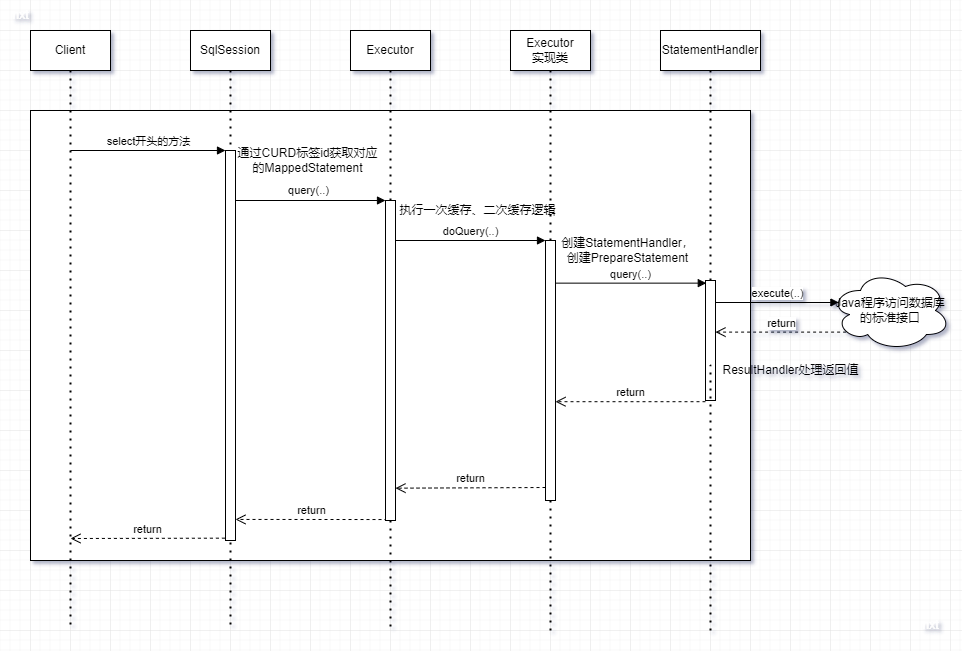 txf
Client
SqlSession
Executor
Executor
实现类
StatementHandler
select开头的方法
通过CURD标签id获取对应
的MappedStatement
query(..)
执行一次缓存、二次缓存逻辑
doQuery(..)
创建StatementHandler,
创建PrepareStatement
query(..)
execute(..)
Java程序访问数据库
的标准接口
return
ResultHandler处理返回值
return
return
return
return
txf